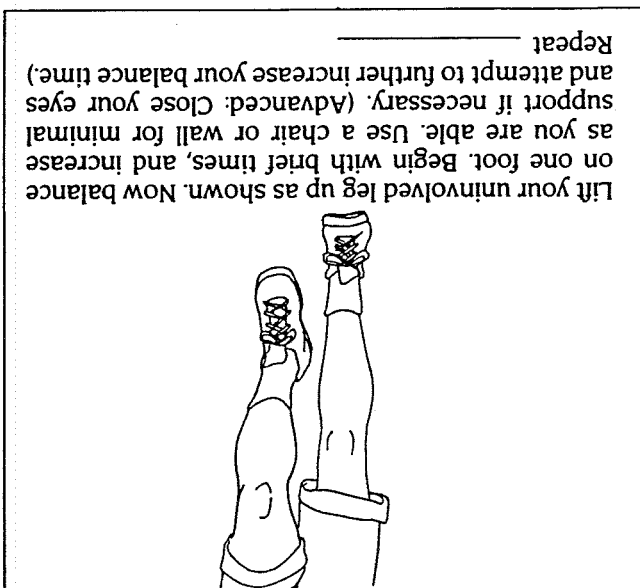 Lift your uninvolved leg up as shown. Now balance
on one foot. Begin with brief times, and increase
as you are able. Use a chair or wall for minimal
support if necessary. (Advanced: Close your eyes
and attempt to further increase your balance time.)
Repeat